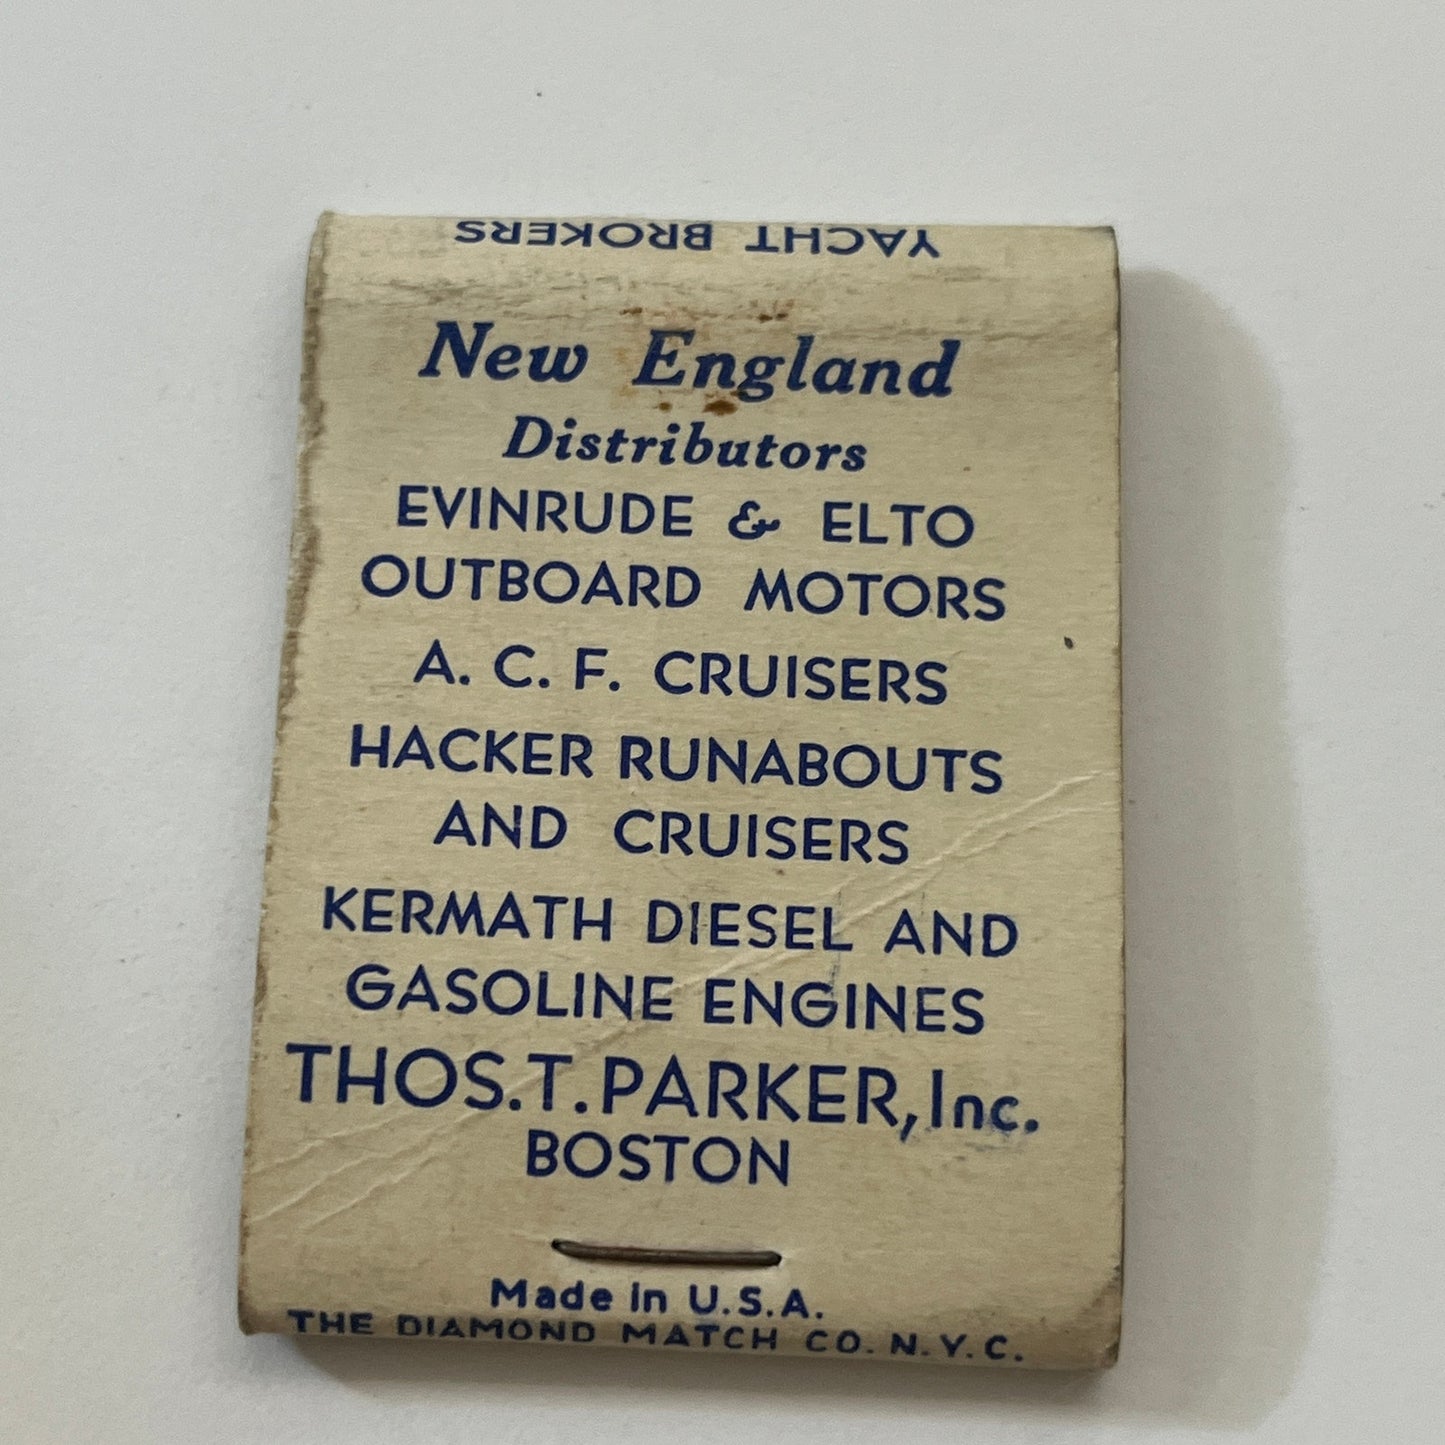 YACHT BROKERS
New England
Distributors
EVINRUDE & ELTO
OUTBOARD MOTORS
A. C. F. CRUISERS
HACKER RUNABOUTS
AND CRUISERS
KERMATH DIESEL AND
GASOLINE ENGINES
THOS. T. PARKER, Inc.
BOSTON
Made in U.S.A.
THE DIAMOND MATCH CO. N.Y.C.